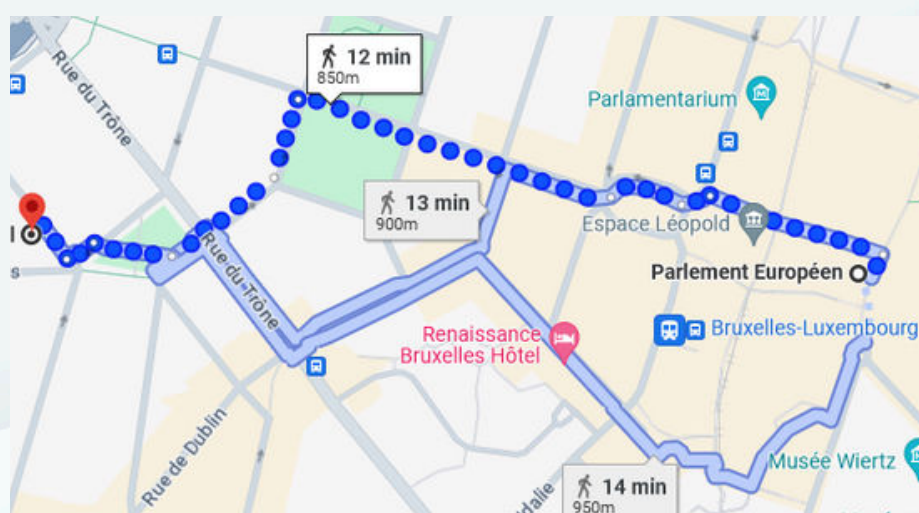 12 min
850m
Rue du Trône
Parlamentarium
13 min
900m
Espace Léopold
Rue du Trône
Parlement Européen
Renaissance
Bruxelles Hôtel
Bruxelles-Luxembourg
Rue de Dublin
Musée Wiertz
14 min
950m